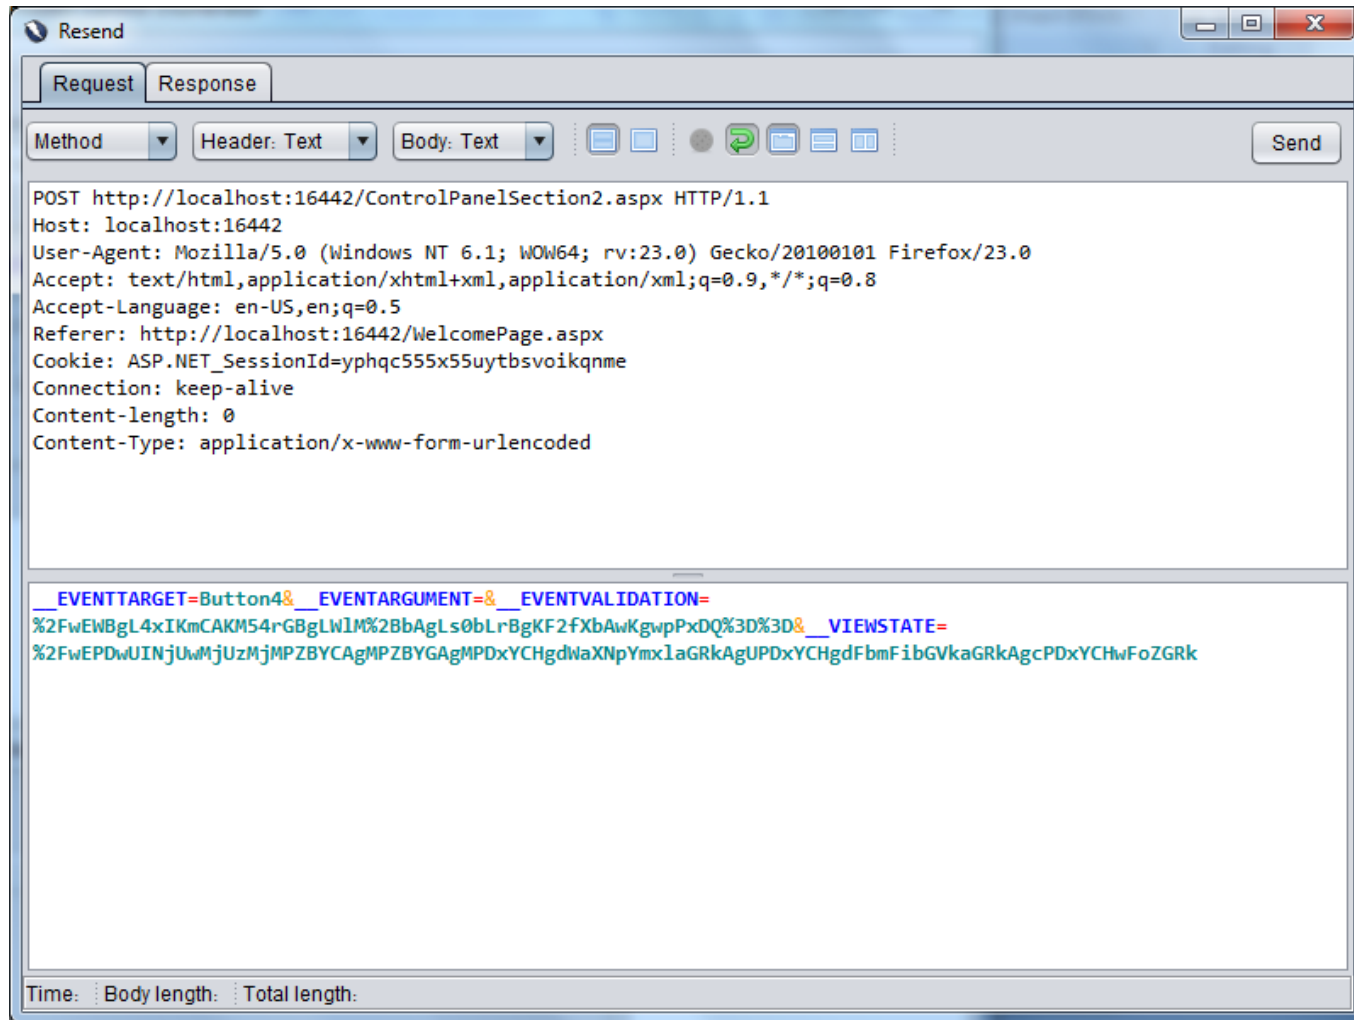 Resend
Request Response
Method Header: Text Body: Text Send
POST http://localhost:16442/ControlPanelSection2.aspx HTTP/1.1
Host: localhost:16442
User-Agent: Mozilla/5.0 (Windows NT 6.1; WOW64; rv:23.0) Gecko/20100101 Firefox/23.0
Accept: text/html,application/xhtml+xml,application/xml;q=0.9,*/*;q=0.8
Accept-Language: en-US,en;q=0.5
Referer: http://localhost:16442/WelcomePage.aspx
Cookie: ASP.NET_SessionId=yphqc555x55uytbsvoikqnme
Connection: keep-alive
Content-length: 0
Content-Type: application/x-www-form-urlencoded
__EVENTTARGET=Button4&__EVENTARGUMENT=&__EVENTVALIDATION=
%2FwEWBgL4xIKmCAKM54rGBgLWlM%2BbAgLs0bLrBgKF2fXbAwKgwpPxDQ%3D%3D&__VIEWSTATE=
%2FwEPDwUINjUwMjUzMjMPZBYCAgMPZBYGAgMPDxYCHgdWaXNpYmxlaGRkAgUPDxYCHgdFbmFibGVkaGRkAgcPDxYCHwFoZGRk
Time: Body length: Total length: